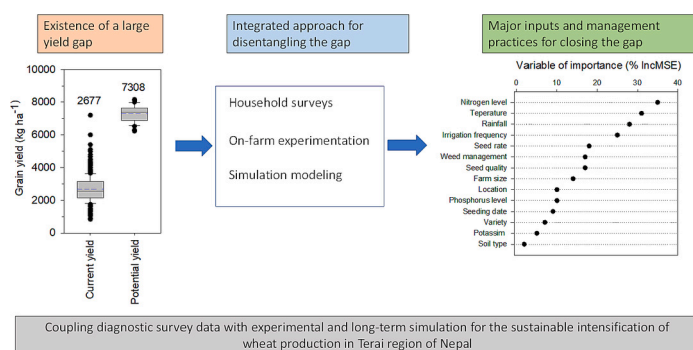 Existence of a large
yield gap
Integrated approach for
disentangling the gap
Major inputs and management
practices for closing the gap
10000
8000
6000
4000
2000
0
Grain yield (kg ha⁻¹)
2677
7308
Current yield
Potential yield
Household surveys
On-farm experimentation
Simulation modeling
Variable of importance (% IncMSE)
0
10
20
30
40
Nitrogen level
Teperature
Rainfall
Irrigation frequency
Seed rate
Weed management
Seed quality
Farm size
Location
Phosphorus level
Seeding date
Variety
Potassim
Soil type
Coupling diagnostic survey data with experimental and long-term simulation for the sustainable intensification of
wheat production in Terai region of Nepal